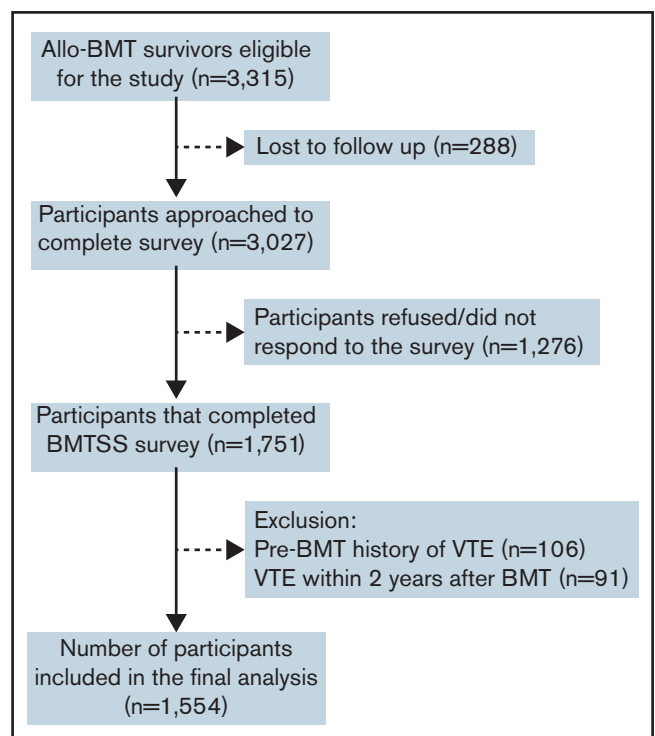 Allo-BMT survivors eligible
for the study (n=3,315)
Lost to follow up (n=288)
Participants approached to
complete survey (n=3,027)
Participants refused/did not
respond to the survey (n=1,276)
Participants that completed
BMTSS survey (n=1,751)
Exclusion:
Pre-BMT history of VTE (n=106)
VTE within 2 years after BMT (n=91)
Number of participants
included in the final analysis
(n=1,554)